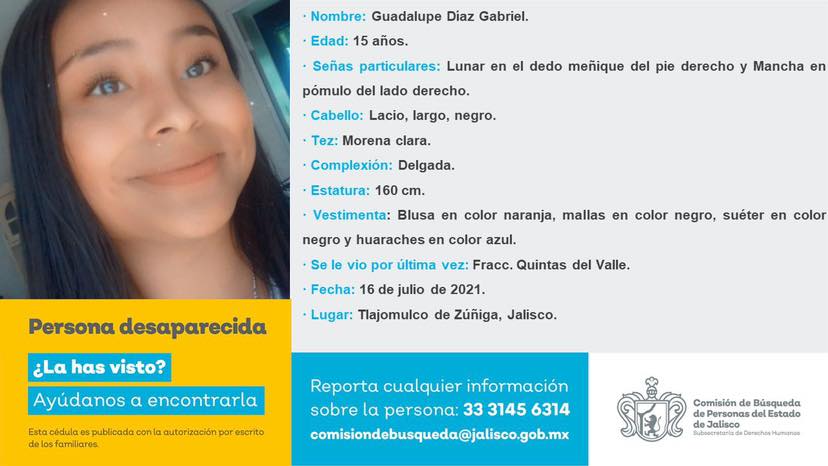 · Nombre: Guadalupe Díaz Gabriel.
· Edad: 15 años.
· Señas particulares: Lunar en el dedo meñique del pie derecho y Mancha en
pómulo del lado derecho.
· Cabello: Lacio, largo, negro.
· Tez: Morena clara.
· Complexión: Delgada.
· Estatura: 160 cm.
· Vestimenta: Blusa en color naranja, mallas en color negro, suéter en color
negro y huaraches en color azul.
· Se le vio por última vez: Fracc. Quintas del Valle.
· Fecha: 16 de julio de 2021.
· Lugar: Tlajomulco de Zúñiga, Jalisco.
Persona desaparecida
¿La has visto?
Ayúdanos a encontrarla
Esta cédula es publicada con la autorización por escrito
de los familiares.
Reporta cualquier información
sobre la persona: 33 3145 6314
comisiondebusqueda@jalisco.gob.mx
Comisión de Búsqueda
de Personas del Estado
de Jalisco
Subsecretaría de Derechos Humanos